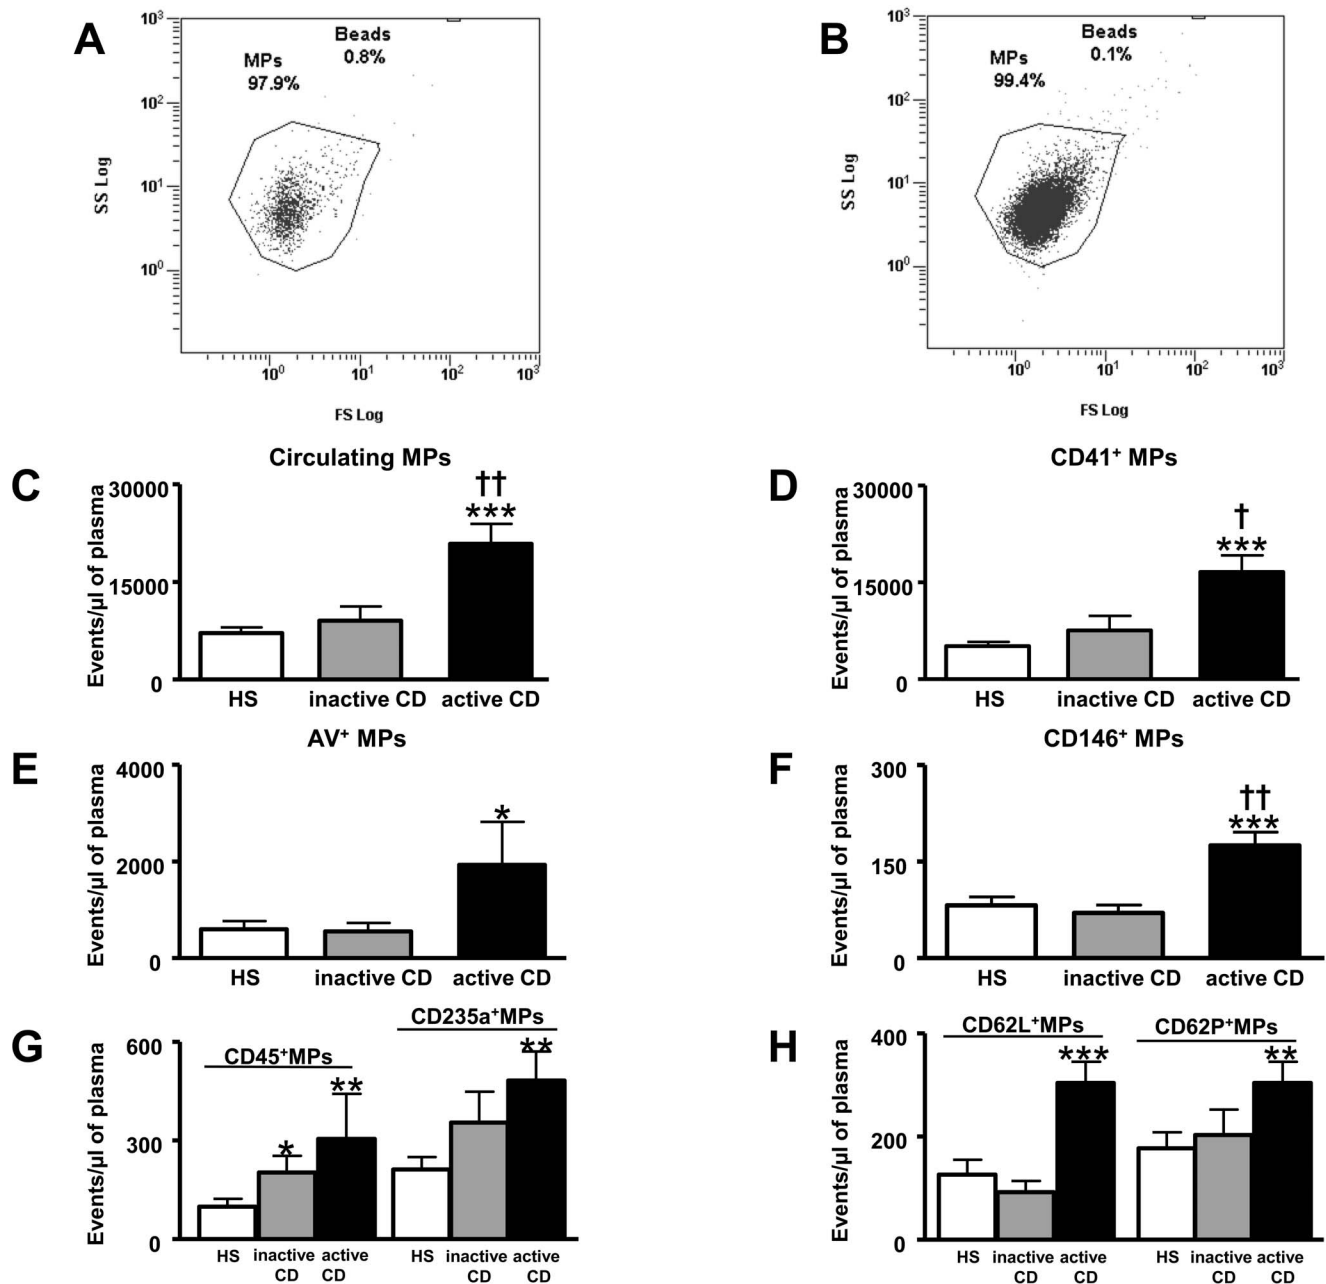 A
10³
10²
10¹
10⁰
SS Log
MPs
97.9%
Beads
0.8%
10⁰ 10¹ 10² 10³
FS Log
B
10³
10²
10¹
10⁰
SS Log
MPs
99.4%
Beads
0.1%
10⁰ 10¹ 10² 10³
FS Log
C
Circulating MPs
Events/µl of plasma
30000
15000
0
††
***
HS inactive CD active CD
D
CD41⁺ MPs
Events/µl of plasma
30000
15000
0
†
***
HS inactive CD active CD
E
AV⁺ MPs
Events/µl of plasma
4000
2000
0
*
HS inactive CD active CD
F
CD146⁺ MPs
Events/µl of plasma
300
150
0
††
***
HS inactive CD active CD
G
Events/µl of plasma
600
300
0
CD45⁺MPs
CD235a⁺MPs
* ** **
HS inactive CD active CD HS inactive CD active CD
H
Events/µl of plasma
400
200
0
CD62L⁺MPs
CD62P⁺MPs
*** **
HS inactive CD active CD HS inactive CD active CD